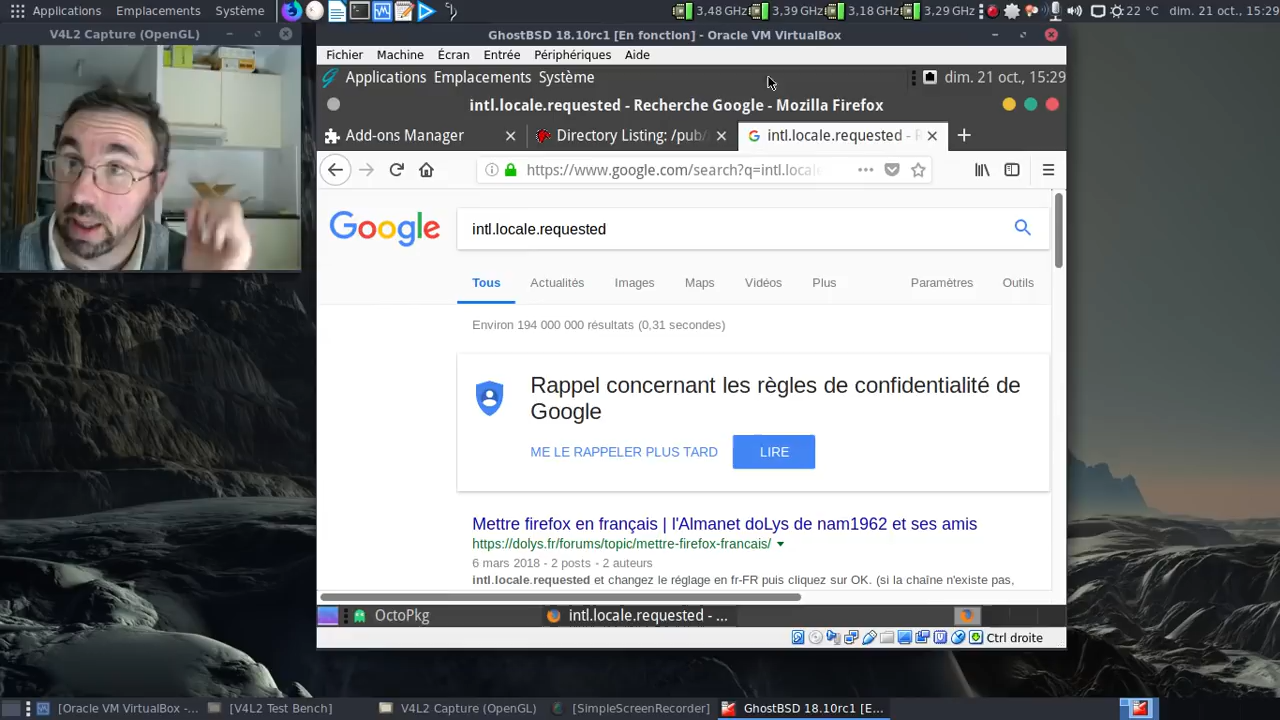 Applications Emplacements Système
3,48 GHz 3,39 GHz 3,18 GHz 3,29 GHz 22 °C dim. 21 oct., 15:29
V4L2 Capture (OpenGL)
GhostBSD 18.10rc1 [En fonction] - Oracle VM VirtualBox
Fichier Machine Écran Entrée Périphériques Aide
Applications Emplacements Système dim. 21 oct., 15:29
intl.locale.requested - Recherche Google - Mozilla Firefox
Add-ons Manager Directory Listing: /pub/ intl.locale.requested -
https://www.google.com/search?q=intl.locale
Google intl.locale.requested
Tous Actualités Images Maps Vidéos Plus Paramètres Outils
Environ 194 000 000 résultats (0,31 secondes)
Rappel concernant les règles de confidentialité de
Google
ME LE RAPPELER PLUS TARD LIRE
Mettre firefox en français | l'Almanet doLys de nam1962 et ses amis
https://dolys.fr/forums/topic/mettre-firefox-francais/
6 mars 2018 - 2 posts - 2 auteurs
intl.locale.requested et changez le réglage en fr-FR puis cliquez sur OK. (si la chaîne n'existe pas,
OctoPkg intl.locale.requested - ...
Ctrl droite
[Oracle VM VirtualBox -... [V4L2 Test Bench] V4L2 Capture (OpenGL) [SimpleScreenRecorder] GhostBSD 18.10rc1 [E...